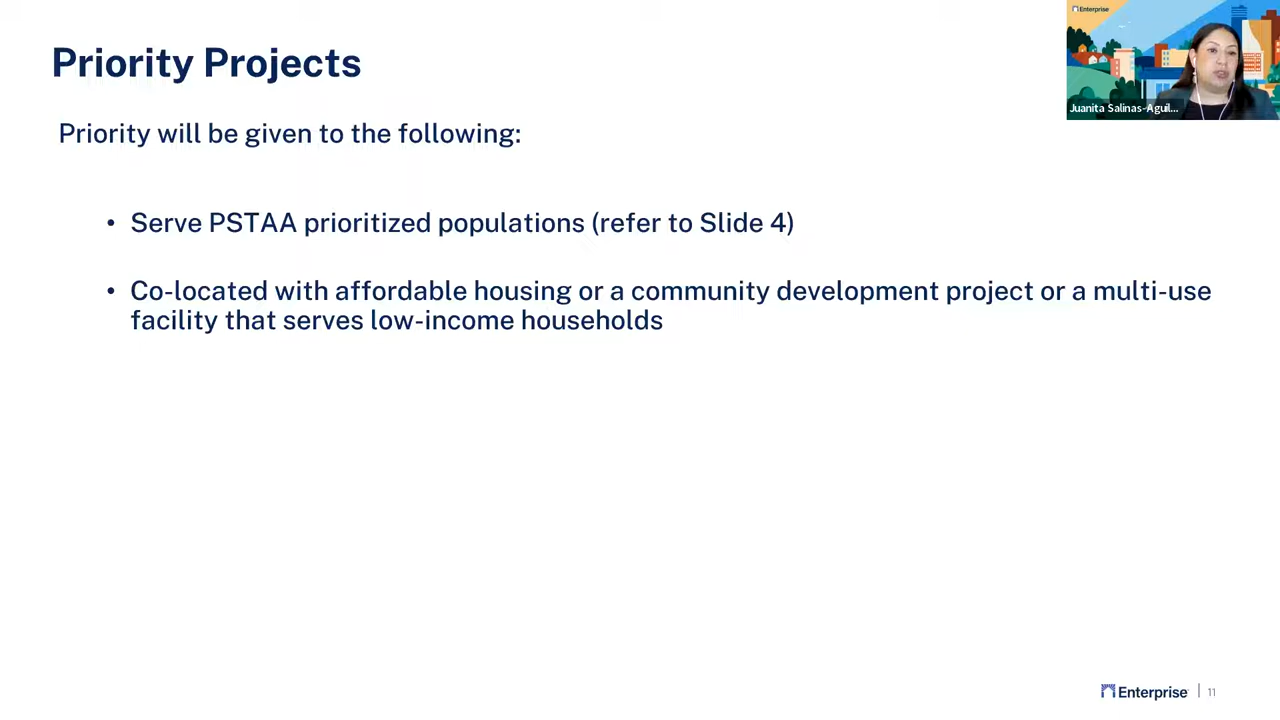 Priority Projects
Enterprise
Juanita Salinas-Aguil...
Priority will be given to the following:
• Serve PSTAA prioritized populations (refer to Slide 4)
• Co-located with affordable housing or a community development project or a multi-use
facility that serves low-income households
Enterprise | 11